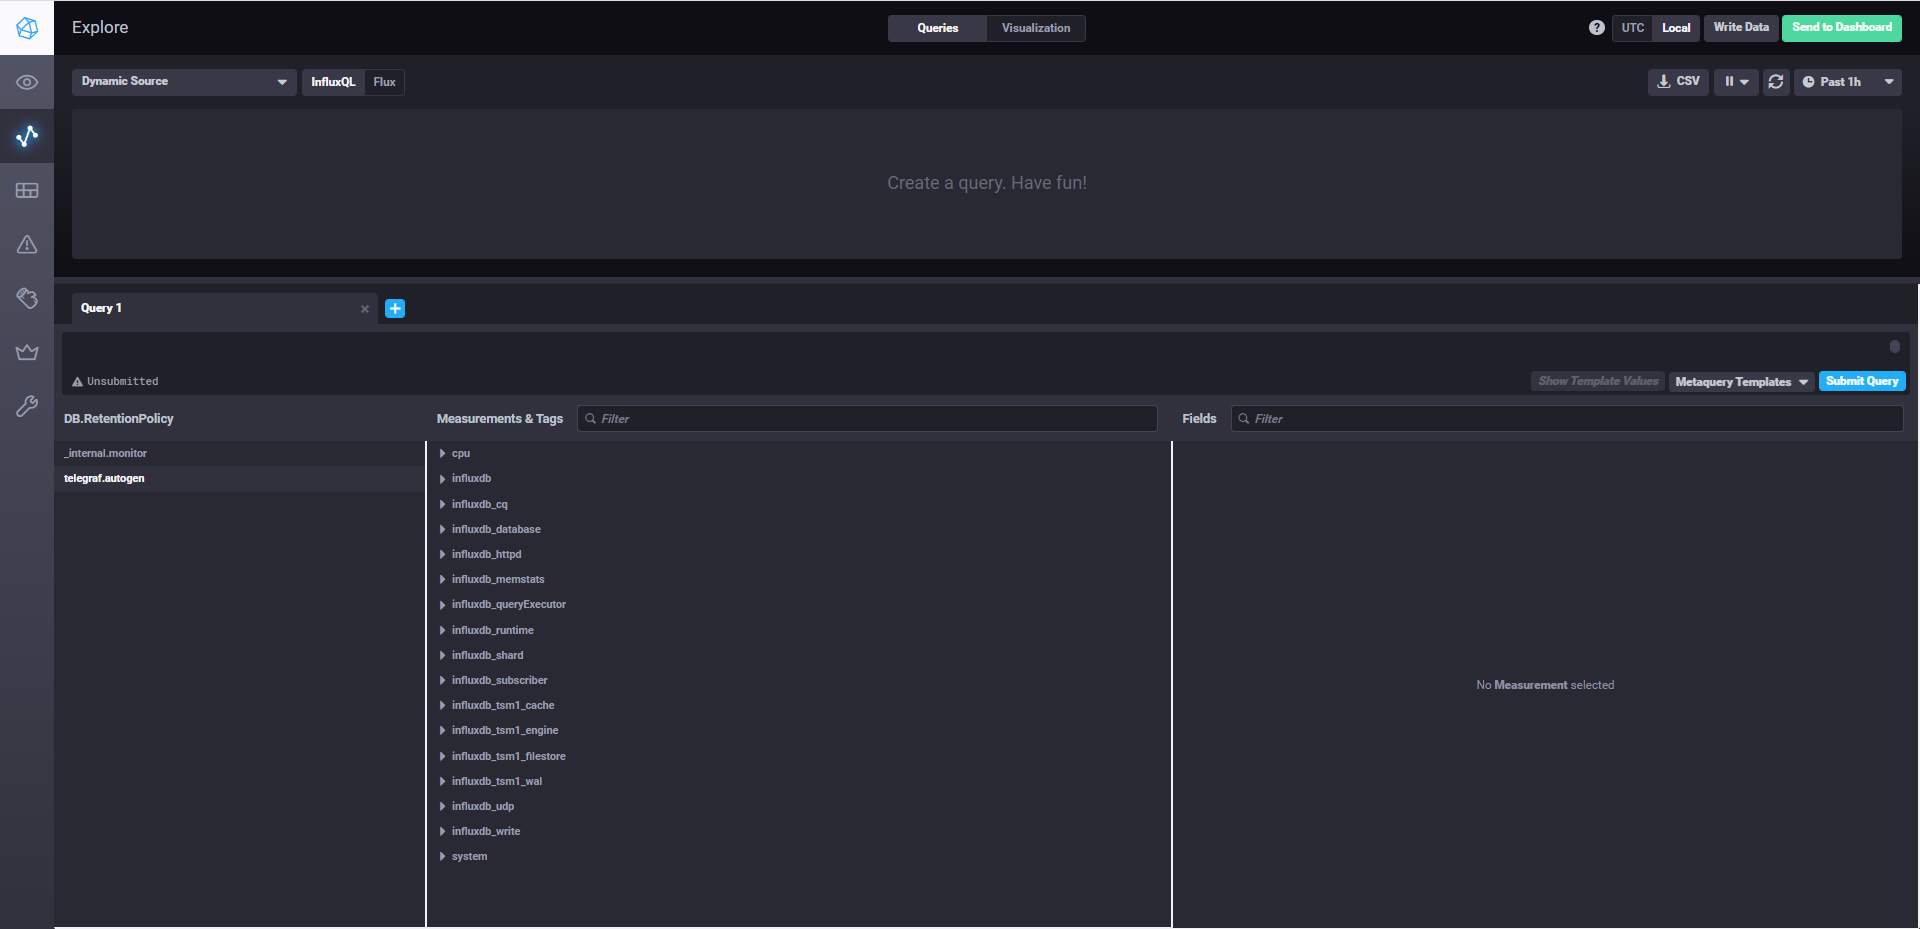 Explore
Queries Visualization
? UTC Local Write Data Send to Dashboard
Dynamic Source InfluxQL Flux
CSV Past 1h
Create a query. Have fun!
Query 1
Unsubmitted
Show Template Values Metaquery Templates Submit Query
DB.RetentionPolicy
_internal.monitor
telegraf.autogen
Measurements & Tags Filter
cpu
influxdb
influxdb_cq
influxdb_database
influxdb_httpd
influxdb_memstats
influxdb_queryExecutor
influxdb_runtime
influxdb_shard
influxdb_subscriber
influxdb_tsm1_cache
influxdb_tsm1_engine
influxdb_tsm1_filestore
influxdb_tsm1_wal
influxdb_udp
influxdb_write
system
Fields Filter
No Measurement selected